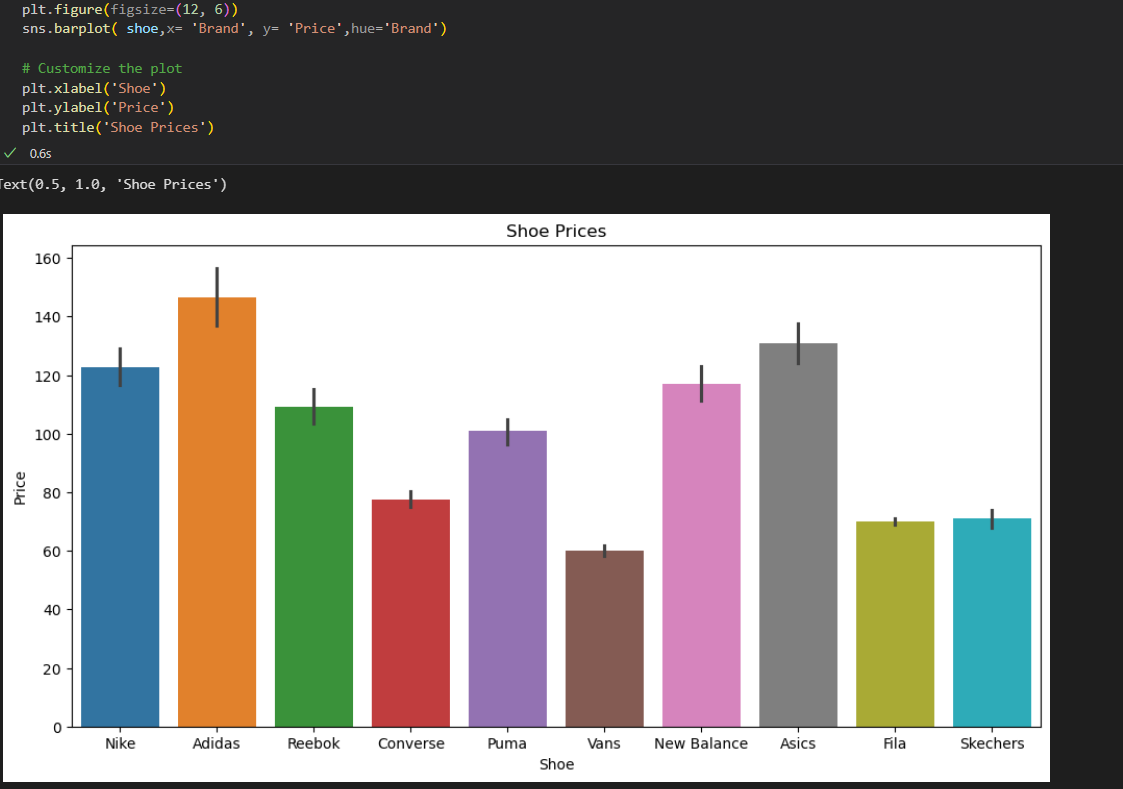 plt.figure(figsize=(12, 6))
sns.barplot( shoe,x= 'Brand', y= 'Price',hue='Brand')
# Customize the plot
plt.xlabel('Shoe')
plt.ylabel('Price')
plt.title('Shoe Prices')
✓ 0.6s
Text(0.5, 1.0, 'Shoe Prices')
Shoe Prices
160
140
120
100
80
60
40
20
0
Price
Nike Adidas Reebok Converse Puma Vans New Balance Asics Fila Skechers
Shoe